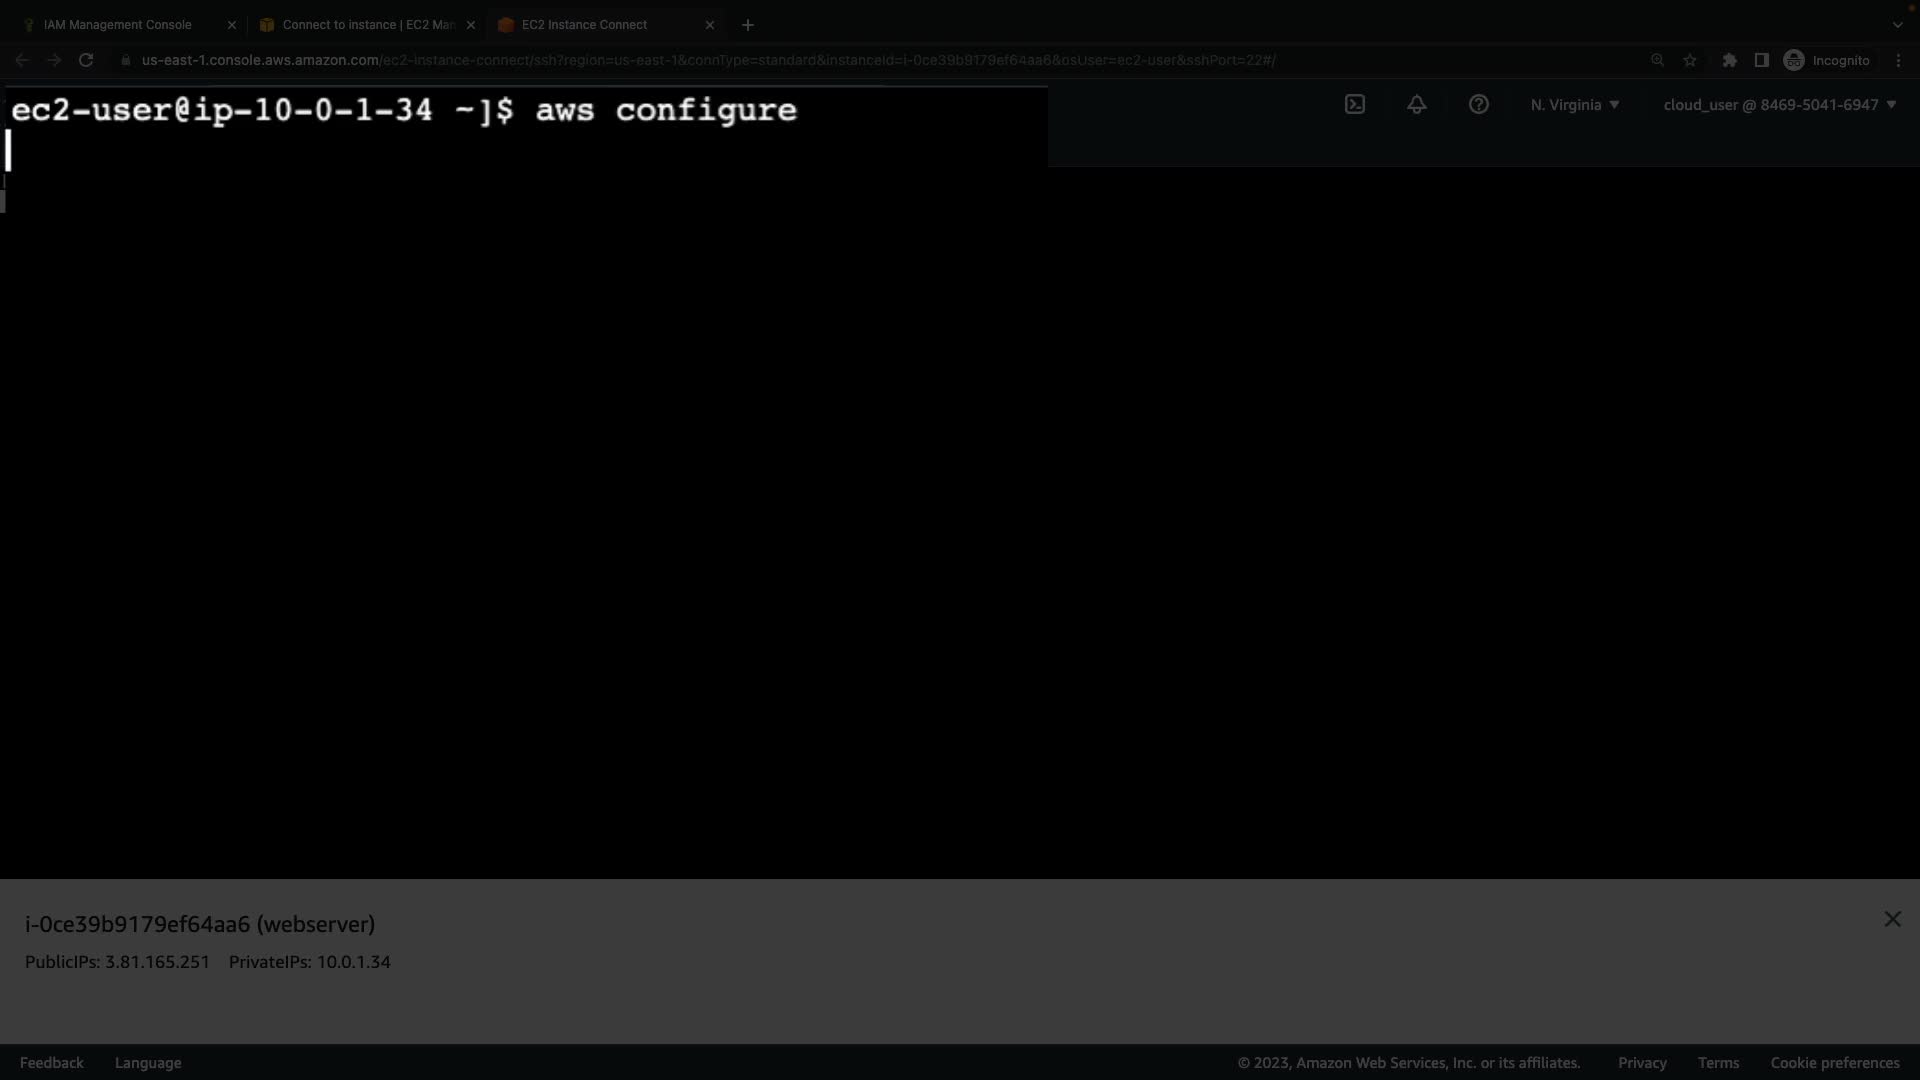 IAM Management Console
Connect to instance | EC2 Man
EC2 Instance Connect
us-east-1.console.aws.amazon.com/ec2-instance-connect/ssh?region=us-east-1&connType=standard&instanceId=i-0ce39b9179ef64aa6&osUser=ec2-user&sshPort=22#/
Incognito
ec2-user@ip-10-0-1-34 ~]$ aws configure
N. Virginia
cloud_user @ 8469-5041-6947
i-0ce39b9179ef64aa6 (webserver)
PublicIPs: 3.81.165.251 PrivateIPs: 10.0.1.34
Feedback Language © 2023, Amazon Web Services, Inc. or its affiliates. Privacy Terms Cookie preferences